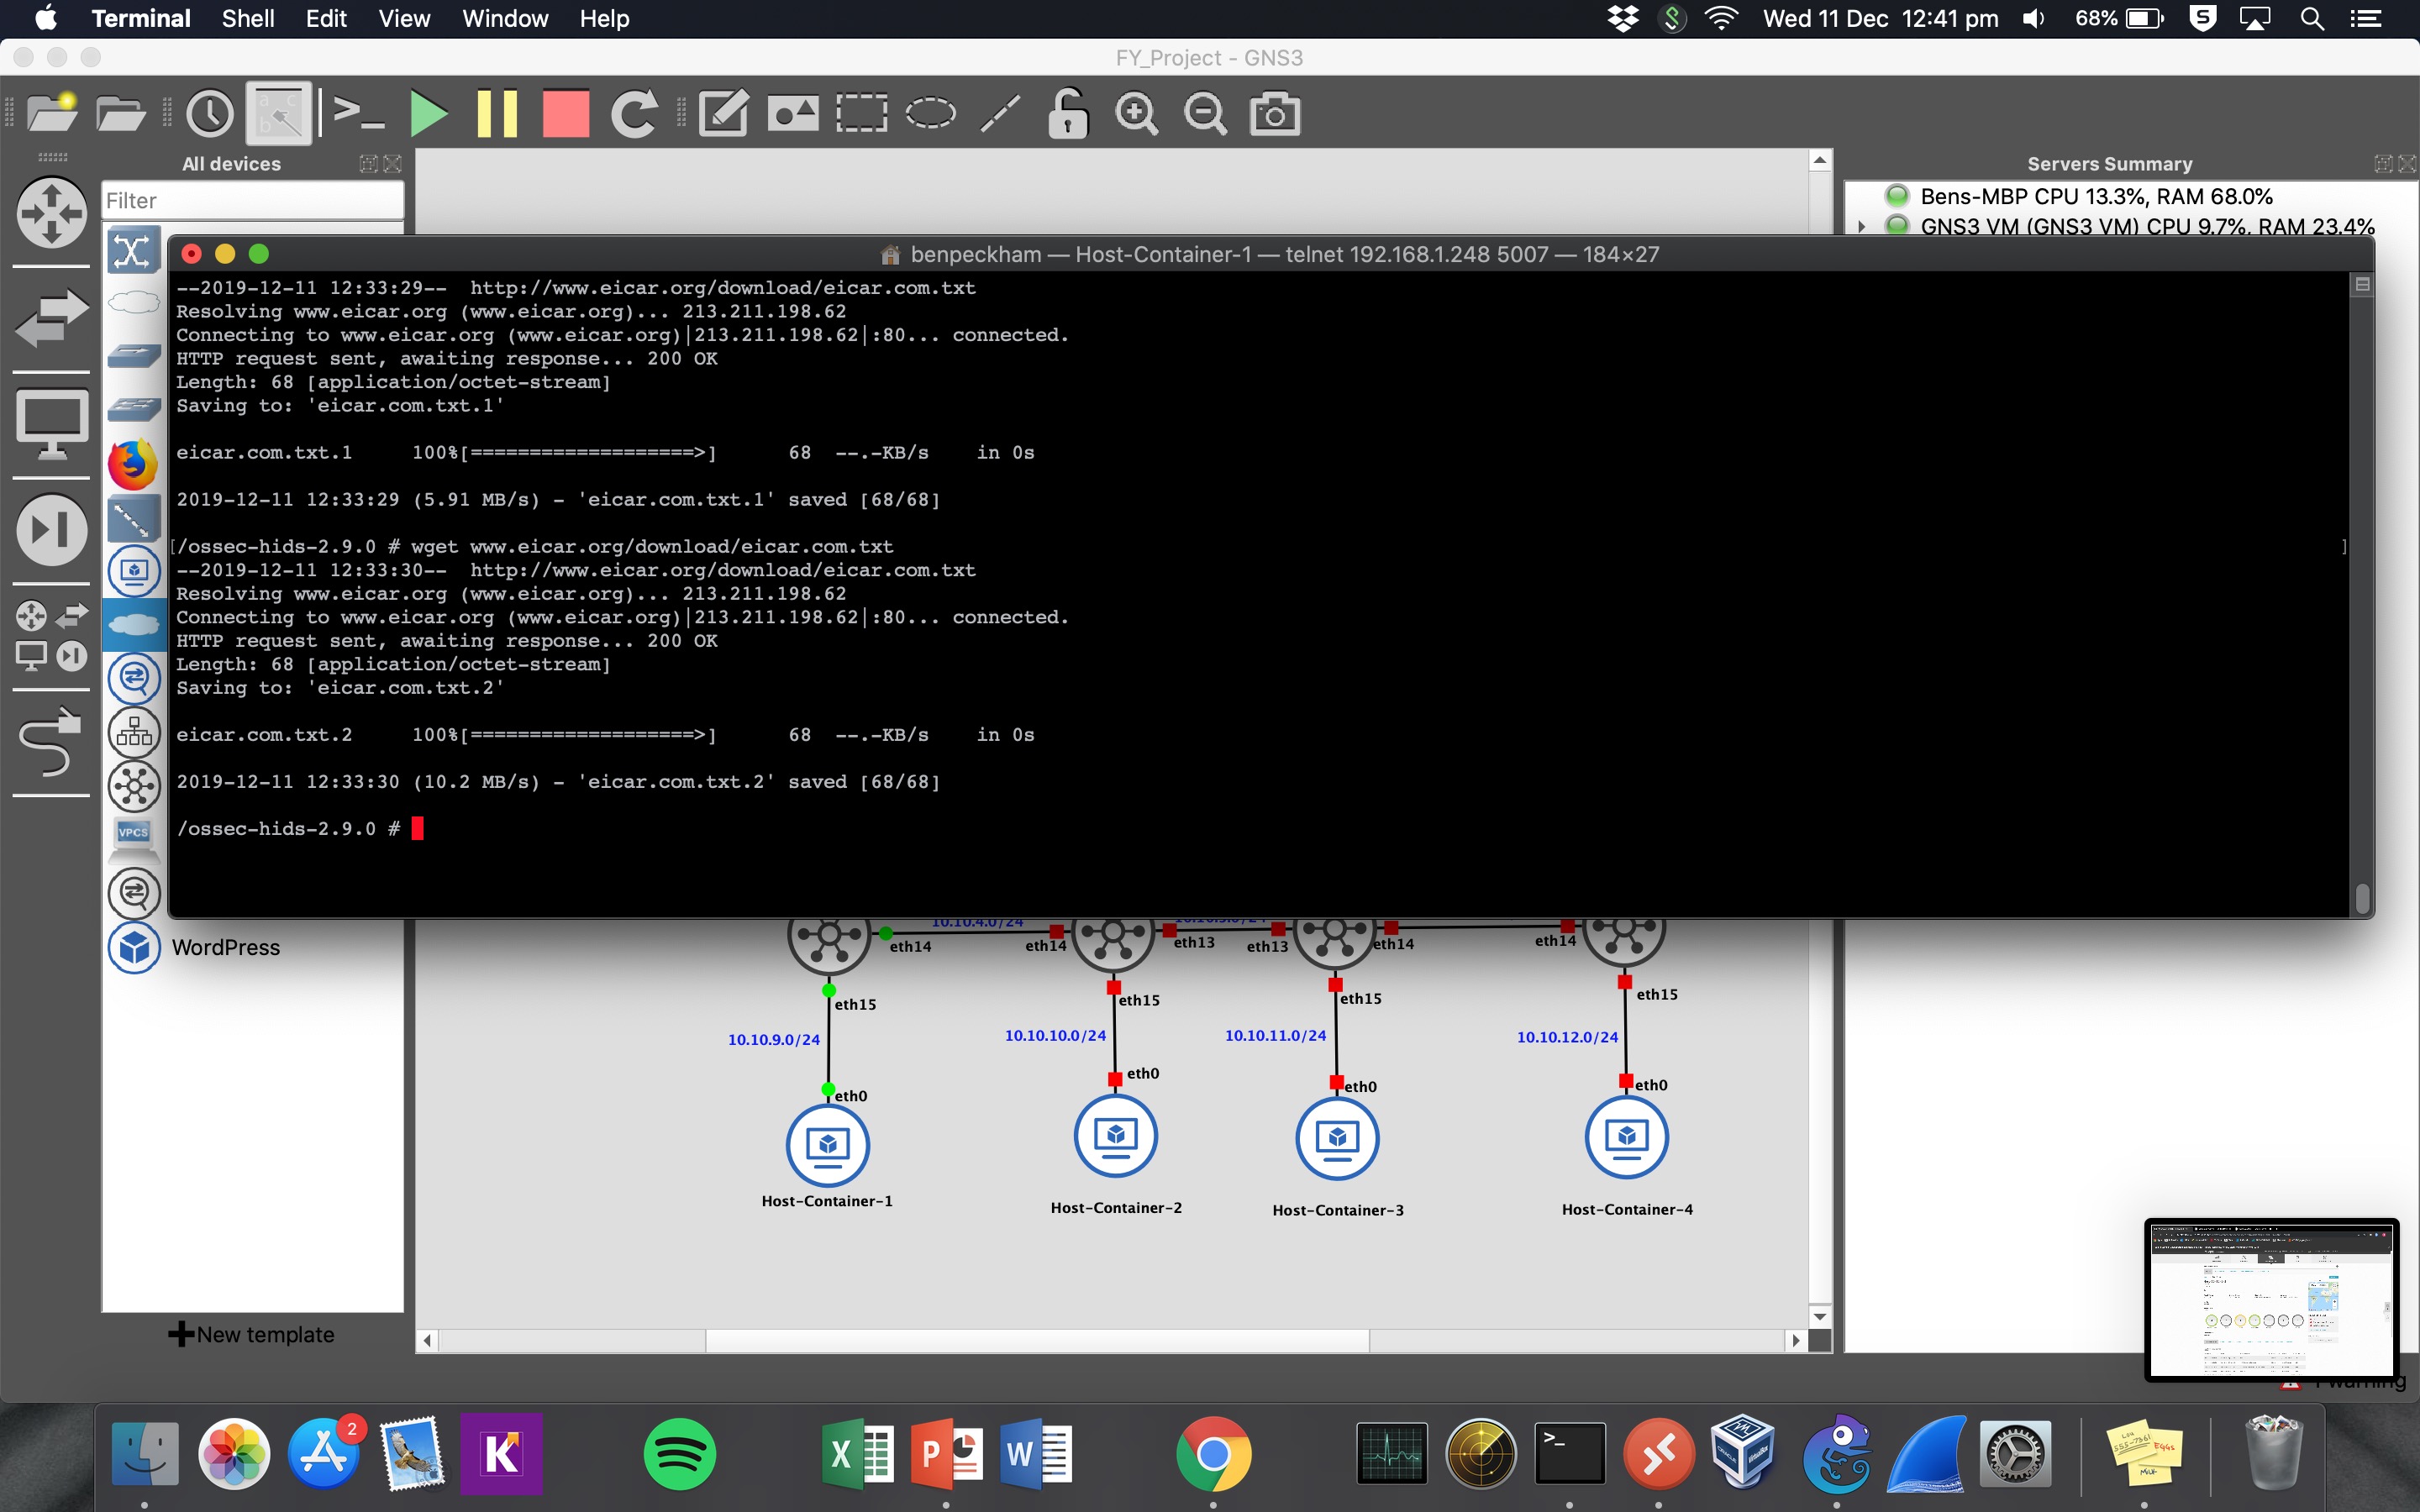 Terminal Shell Edit View Window Help Wed 11 Dec 12:41 pm 68%
FY_Project - GNS3
All devices
Servers Summary
Filter
Bens-MBP CPU 13.3%, RAM 68.0%
GNS3 VM (GNS3 VM) CPU 9.7%, RAM 23.4%
benpeckham — Host-Container-1 — telnet 192.168.1.248 5007 — 184×27
--2019-12-11 12:33:29--  http://www.eicar.org/download/eicar.com.txt
Resolving www.eicar.org (www.eicar.org)... 213.211.198.62
Connecting to www.eicar.org (www.eicar.org)|213.211.198.62|:80... connected.
HTTP request sent, awaiting response... 200 OK
Length: 68 [application/octet-stream]
Saving to: 'eicar.com.txt.1'
eicar.com.txt.1     100%[===================>]      68  --.-KB/s    in 0s
2019-12-11 12:33:29 (5.91 MB/s) - 'eicar.com.txt.1' saved [68/68]
[/ossec-hids-2.9.0 # wget www.eicar.org/download/eicar.com.txt ]
--2019-12-11 12:33:30--  http://www.eicar.org/download/eicar.com.txt
Resolving www.eicar.org (www.eicar.org)... 213.211.198.62
Connecting to www.eicar.org (www.eicar.org)|213.211.198.62|:80... connected.
HTTP request sent, awaiting response... 200 OK
Length: 68 [application/octet-stream]
Saving to: 'eicar.com.txt.2'
eicar.com.txt.2     100%[===================>]      68  --.-KB/s    in 0s
2019-12-11 12:33:30 (10.2 MB/s) - 'eicar.com.txt.2' saved [68/68]
/ossec-hids-2.9.0 #
VPCS
WordPress
10.10.4.0/24
eth14 eth14 eth13 eth13 eth14 eth14
eth15 eth15 eth15 eth15
10.10.9.0/24 10.10.10.0/24 10.10.11.0/24 10.10.12.0/24
eth0 eth0 eth0 eth0
Host-Container-1 Host-Container-2 Host-Container-3 Host-Container-4
New template
warning
2